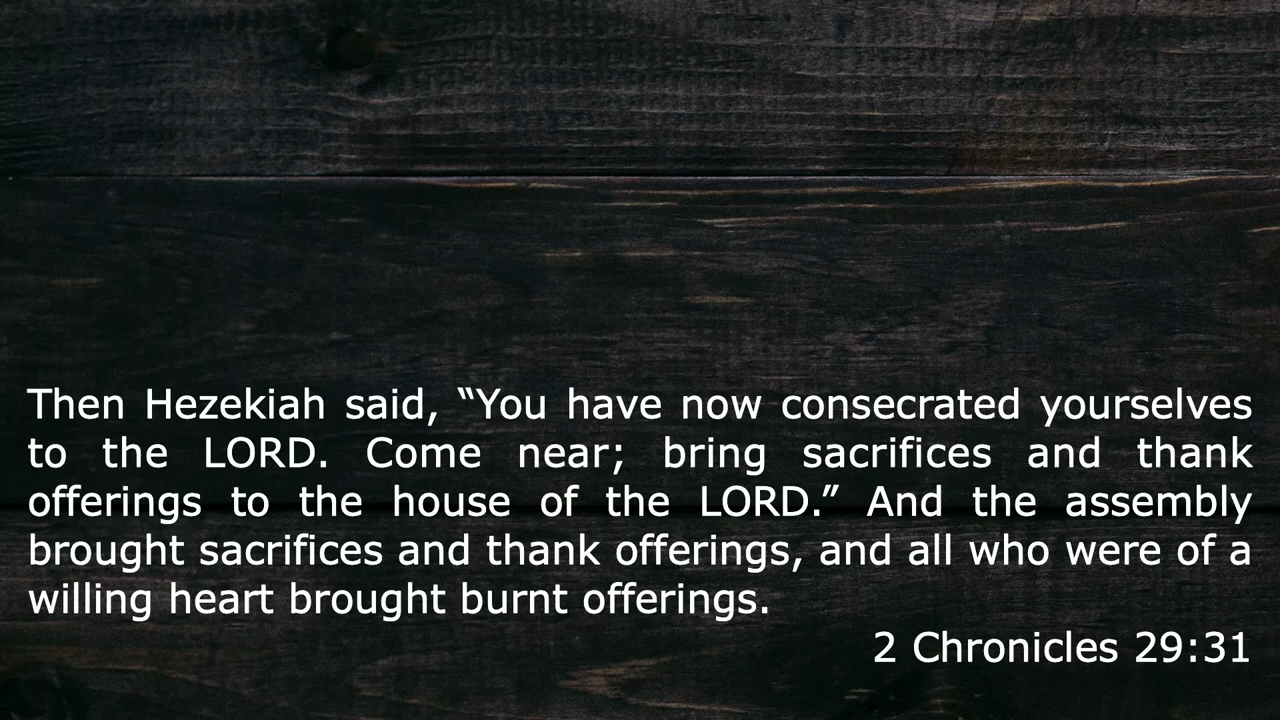 Then Hezekiah said, “You have now consecrated yourselves
to the LORD. Come near; bring sacrifices and thank
offerings to the house of the LORD.” And the assembly
brought sacrifices and thank offerings, and all who were of a
willing heart brought burnt offerings.
2 Chronicles 29:31